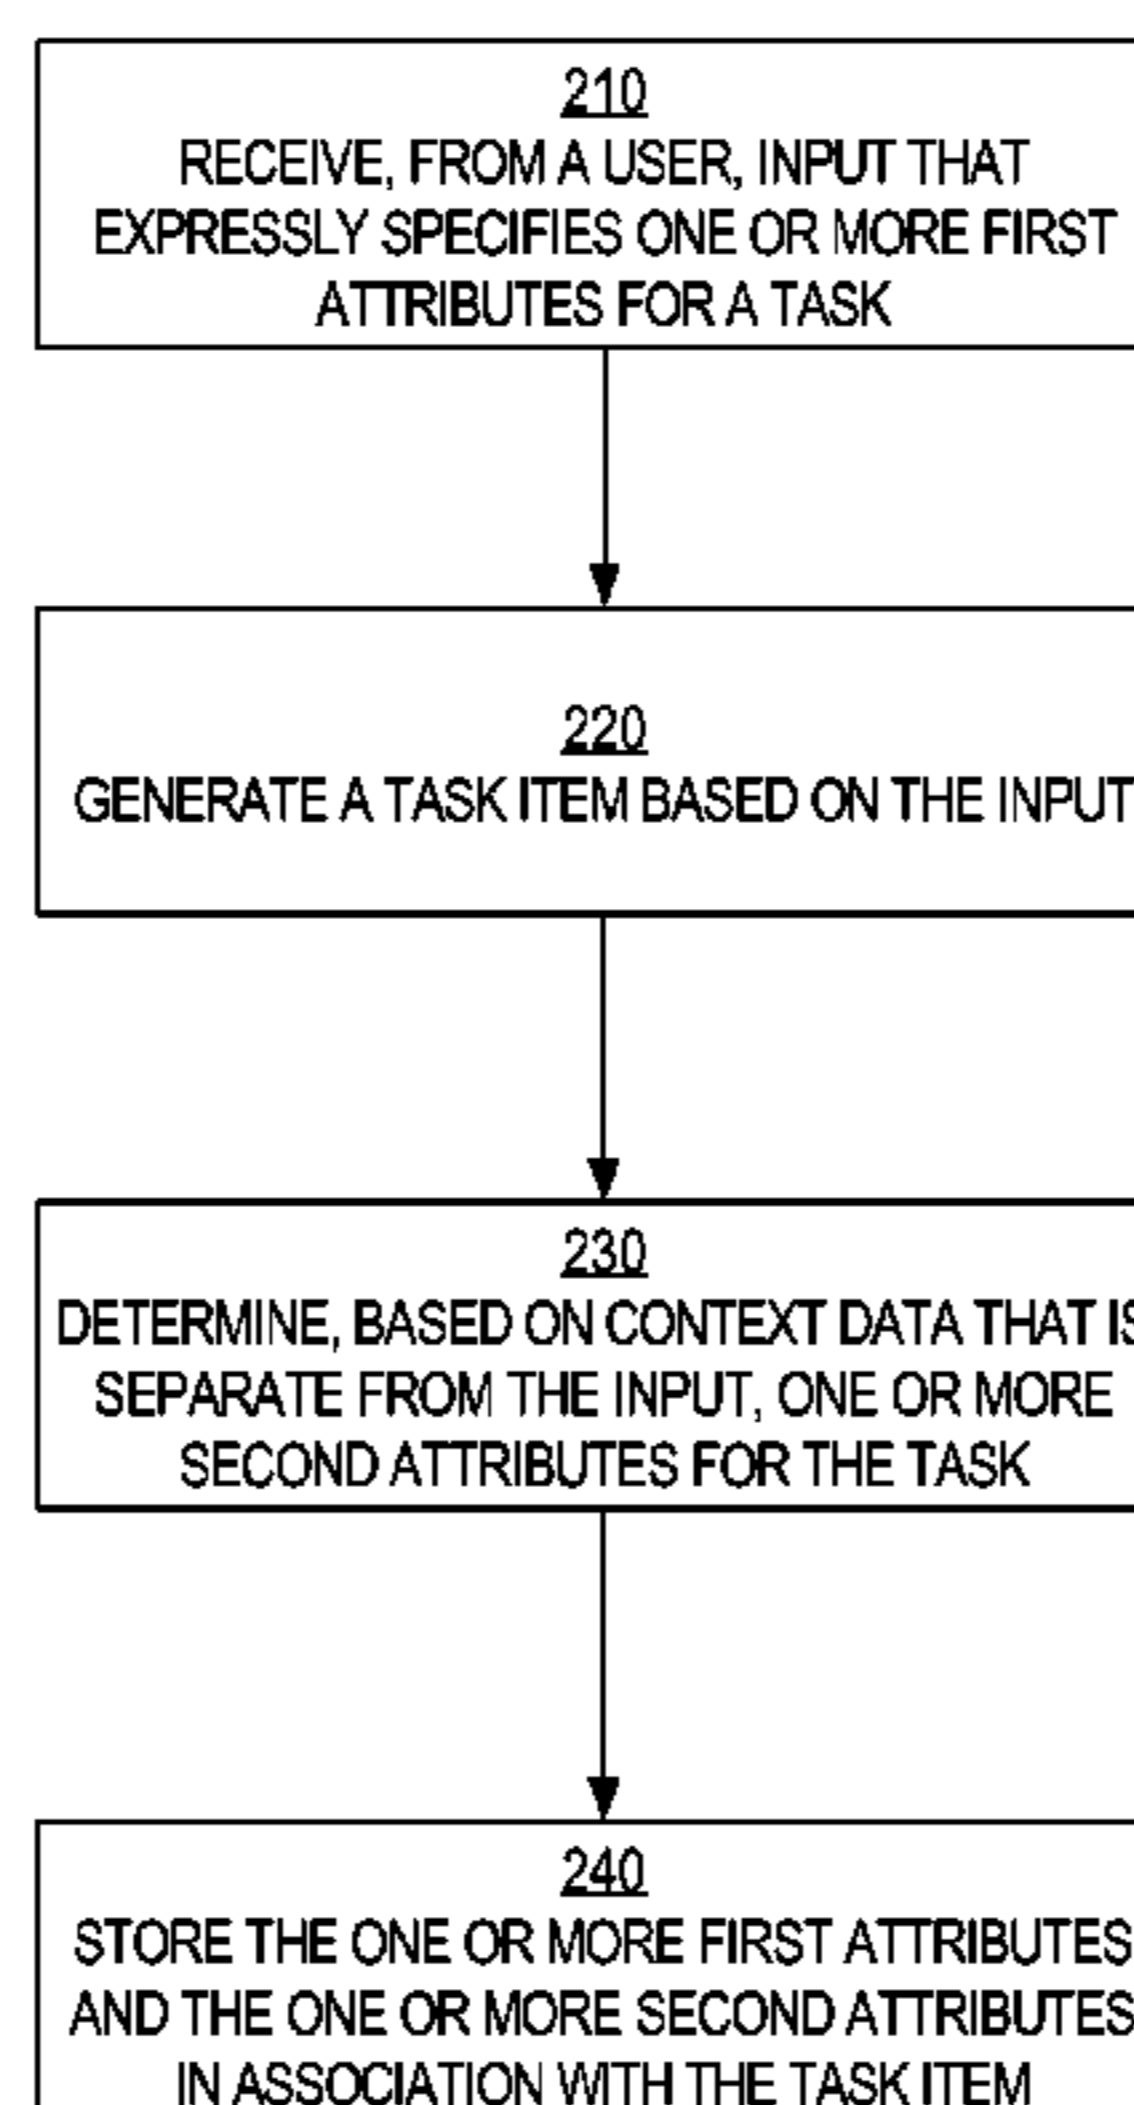 210
RECEIVE, FROM A USER, INPUT THAT
EXPRESSLY SPECIFIES ONE OR MORE FIRST
ATTRIBUTES FOR A TASK
220
GENERATE A TASK ITEM BASED ON THE INPUT
230
DETERMINE, BASED ON CONTEXT DATA THAT IS
SEPARATE FROM THE INPUT, ONE OR MORE
SECOND ATTRIBUTES FOR THE TASK
240
STORE THE ONE OR MORE FIRST ATTRIBUTES
AND THE ONE OR MORE SECOND ATTRIBUTES
IN ASSOCIATION WITH THE TASK ITEM